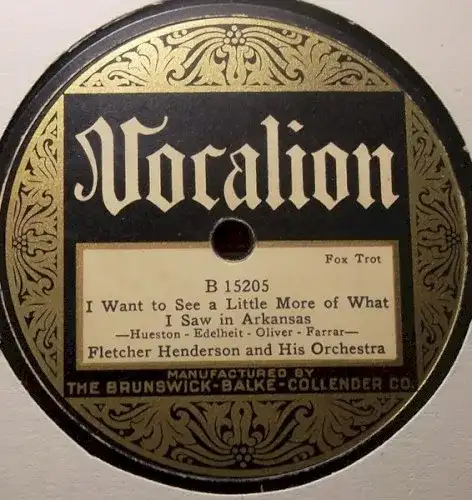 Vocalion
Fox Trot
B 15205
I Want to See a Little More of What
I Saw in Arkansas
—Hueston - Edelheit - Oliver - Farrar—
Fletcher Henderson and His Orchestra
MANUFACTURED BY
THE BRUNSWICK-BALKE-COLLENDER CO.